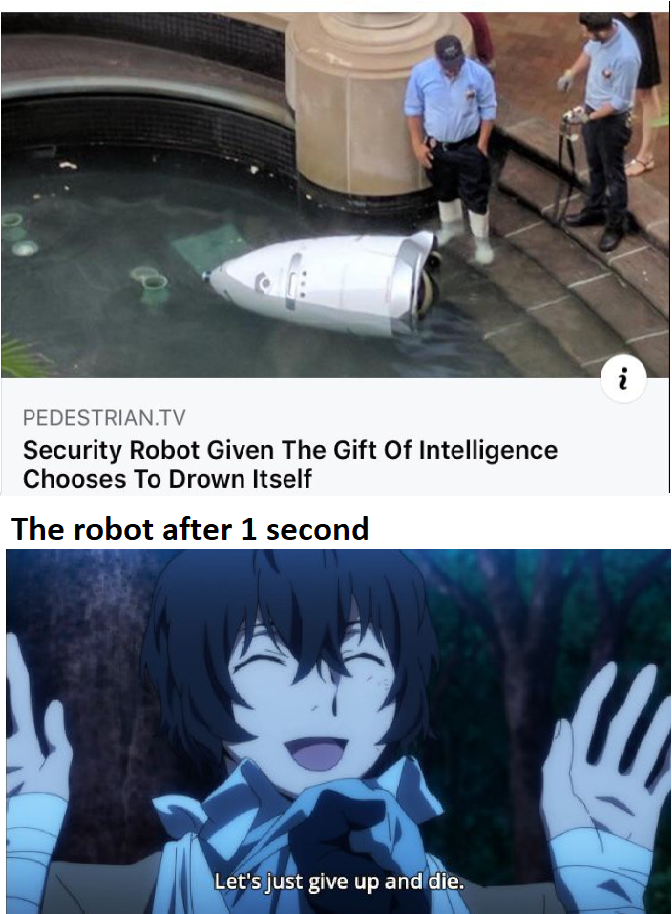 PEDESTRIAN.TV
Security Robot Given The Gift Of Intelligence
Chooses To Drown Itself
The robot after 1 second
Let's just give up and die.